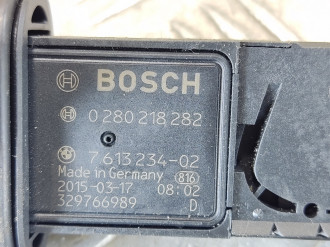 BOSCH
0 280 218 282
7 613 234-02
Made in Germany 816
2015-03-17 08:02
329766989 D